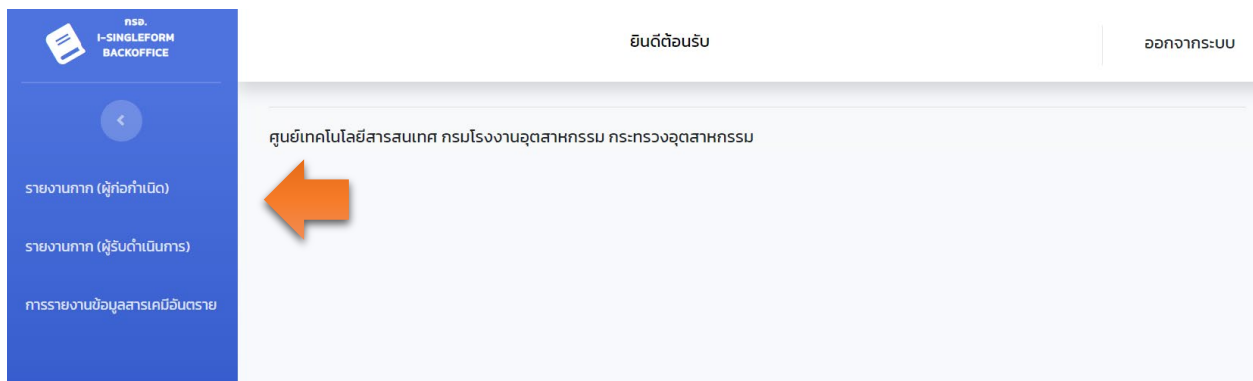 กรอ.
I-SINGLEFORM
BACKOFFICE
ยินดีต้อนรับ
ออกจากระบบ
ศูนย์เทคโนโลยีสารสนเทศ กรมโรงงานอุตสาหกรรม กระทรวงอุตสาหกรรม
รายงานกาก (ผู้ก่อกำเนิด)
รายงานกาก (ผู้รับดำเนินการ)
การรายงานข้อมูลสารเคมีอันตราย